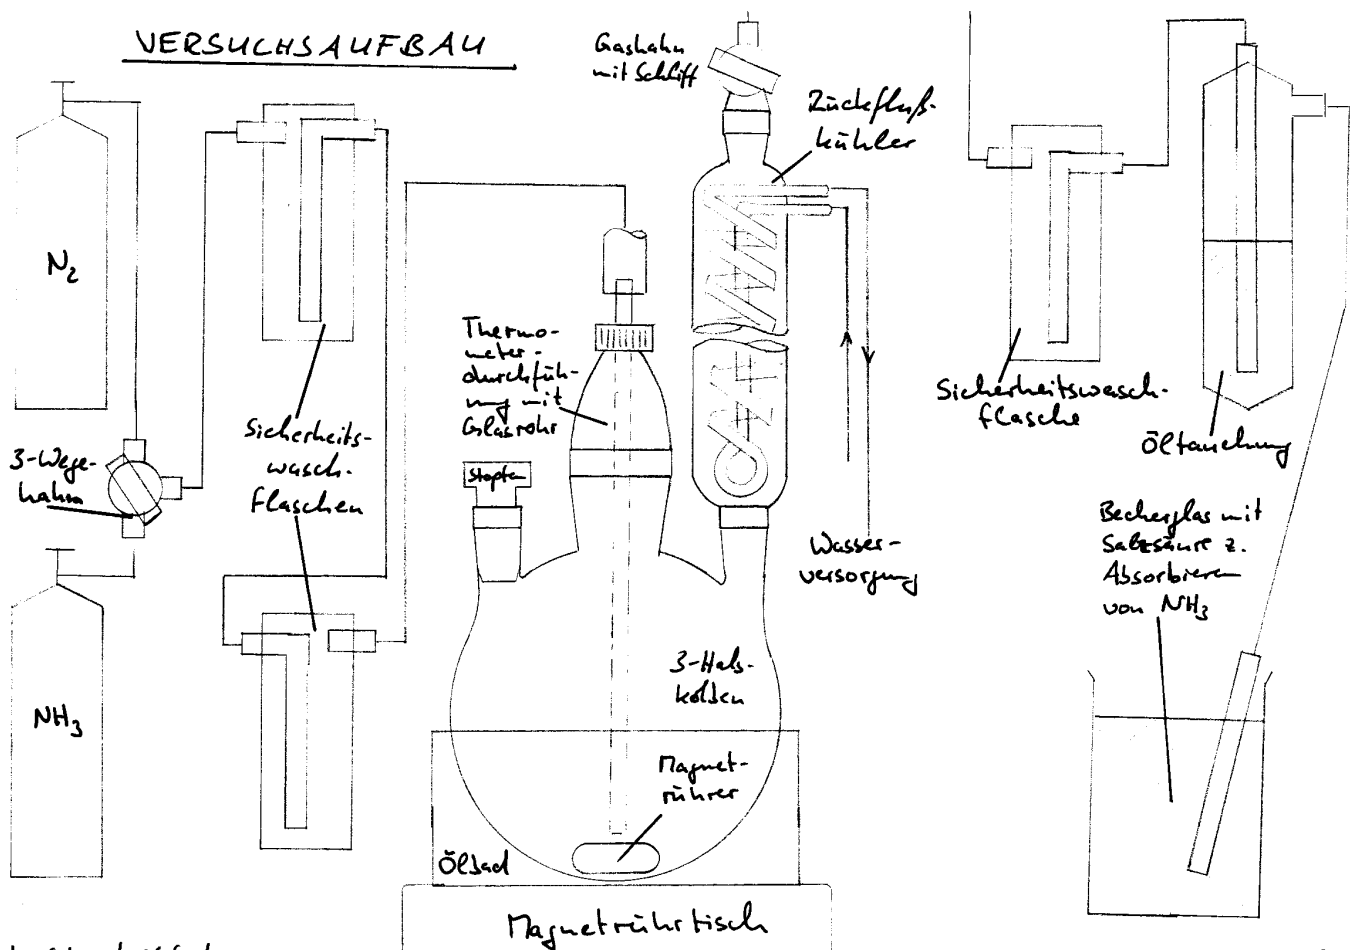 VERSUCHSAUFBAU
Gashahn
mit Schliff
Rückfluß-
kühler
N2
Thermo-
meter-
durchfüh-
rung mit
Glasrohr
Sicherheits-
wasch-
flaschen
3-Wege-
hahn
Stopfen
Sicherheitswasch-
flasche
Öltauchung
Becherglas mit
Salzsäure z.
Absorbieren
von NH3
Wasser-
versorgung
3-Hals-
kolben
NH3
Magnet-
rührer
Ölbad
Magnetrührtisch